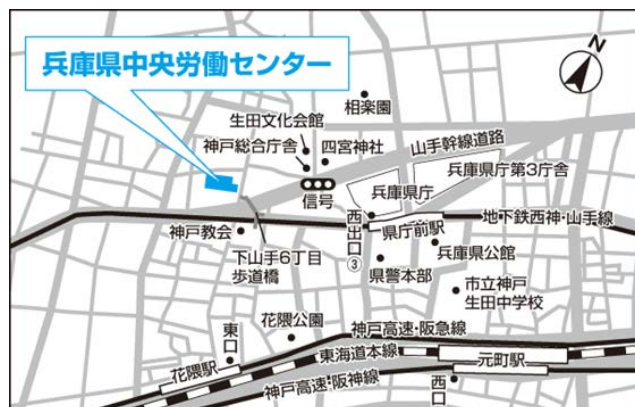 兵庫県中央労働センター
N
相楽園
生田文化会館
神戸総合庁舎
四宮神社
山手幹線道路
兵庫県庁第3庁舎
信号
兵庫県庁
西出口
③
県庁前駅
地下鉄西神・山手線
神戸教会
下山手6丁目
歩道橋
兵庫県公館
県警本部
市立神戸
生田中学校
花隈公園
東口
花隈駅
神戸高速・阪急線
東海道本線
元町駅
神戸高速・阪神線
西口